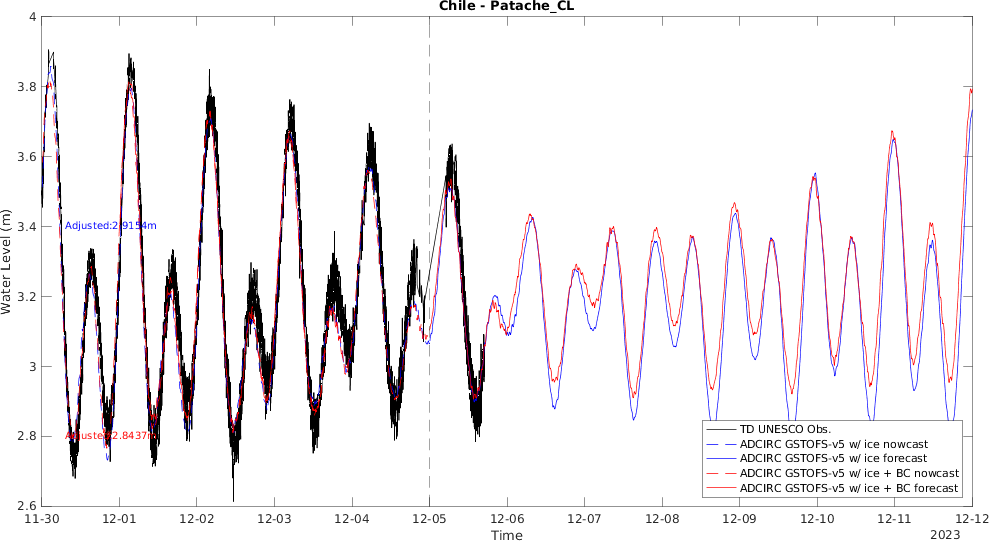 Chile - Patache_CL
4
3.8
3.6
3.4
3.2
3
2.8
2.6
Water Level (m)
Adjusted:2.9154m
Adjusted:2.8437m
TD UNESCO Obs.
ADCIRC GSTOFS-v5 w/ ice nowcast
ADCIRC GSTOFS-v5 w/ ice forecast
ADCIRC GSTOFS-v5 w/ ice + BC nowcast
ADCIRC GSTOFS-v5 w/ ice + BC forecast
11-30 12-01 12-02 12-03 12-04 12-05 12-06 12-07 12-08 12-09 12-10 12-11 12-12
Time
2023